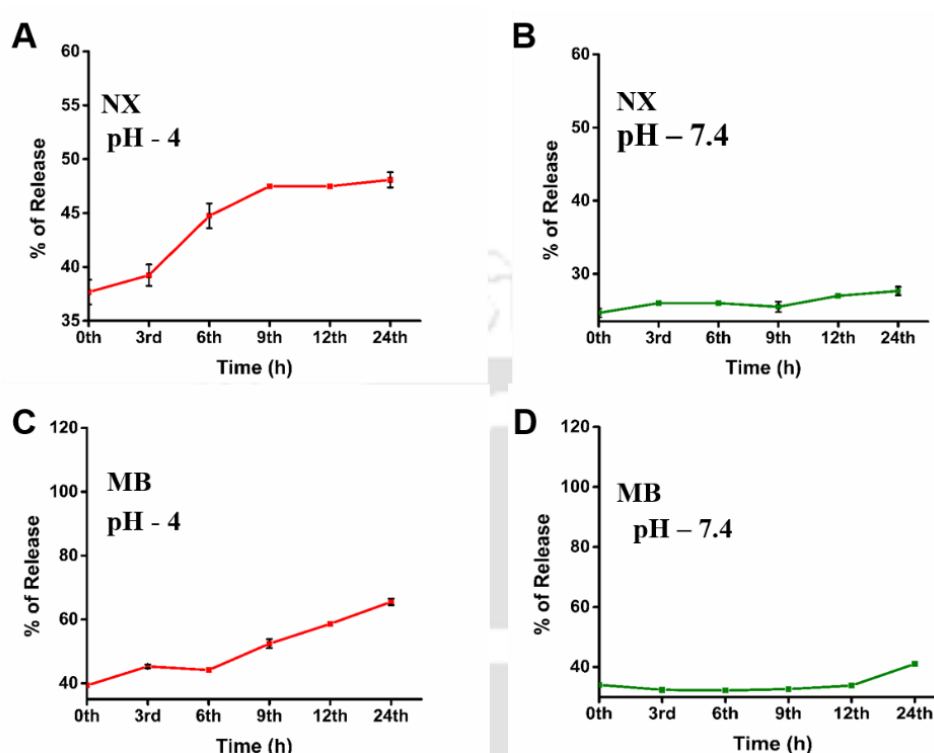 A
60
55
50
45
40
35
% of Release
NX
pH - 4
0th 3rd 6th 9th 12th 24th
Time (h)
B
60
50
40
30
% of Release
NX
pH – 7.4
0th 3rd 6th 9th 12th 24th
Time (h)
C
120
100
80
60
40
% of Release
MB
pH - 4
0th 3rd 6th 9th 12th 24th
Time (h)
D
120
100
80
60
40
% of Release
MB
pH – 7.4
0th 3rd 6th 9th 12th 24th
Time (h)